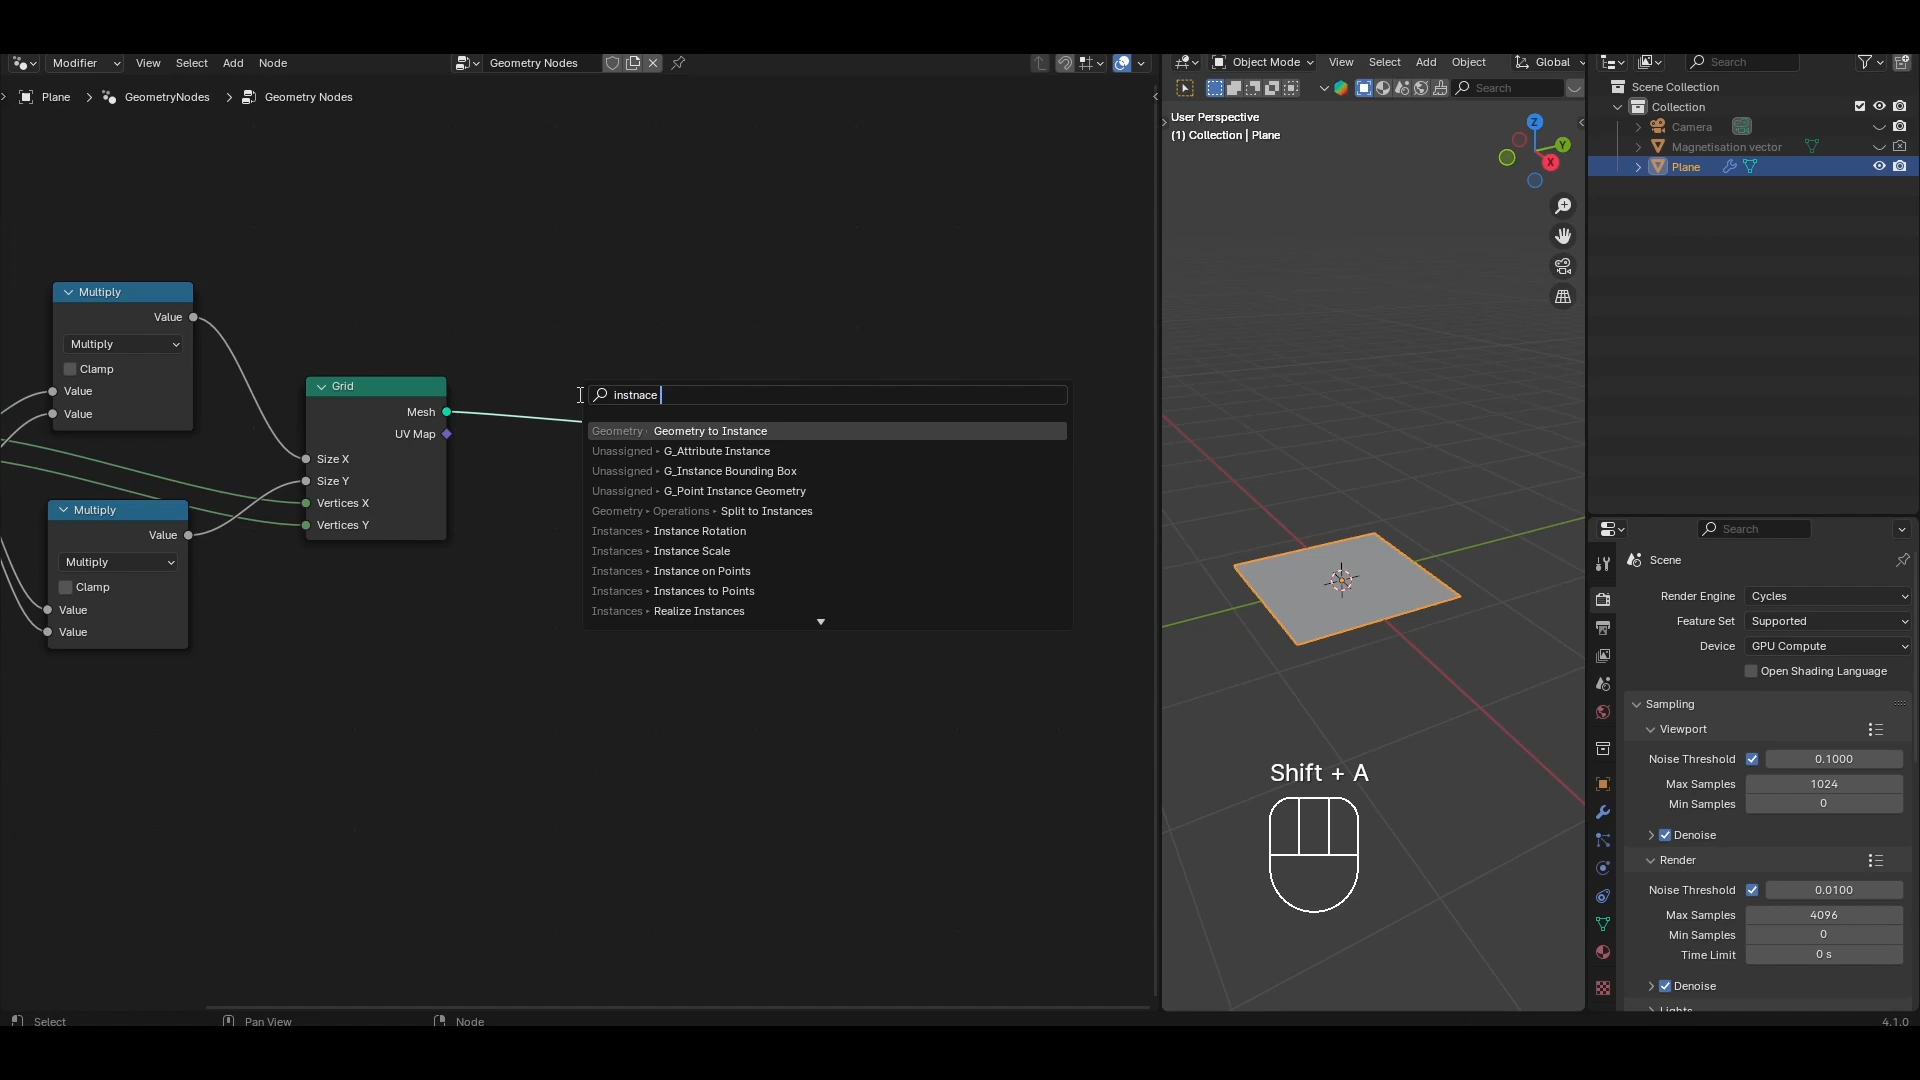 Modifier View Select Add Node Geometry Nodes
Plane GeometryNodes Geometry Nodes
Multiply
Value
Multiply
Clamp
Value
Value
Grid
Mesh
UV Map
Size X
Size Y
Vertices X
Vertices Y
Multiply
Value
Multiply
Clamp
Value
Value
instnace
Geometry Geometry to Instance
Unassigned G_Attribute Instance
Unassigned G_Instance Bounding Box
Unassigned G_Point Instance Geometry
Geometry Operations Split to Instances
Instances Instance Rotation
Instances Instance Scale
Instances Instance on Points
Instances Instances to Points
Instances Realize Instances
Select Pan View Node
Object Mode View Select Add Object Global
Search
User Perspective
(1) Collection | Plane
Z
Y
X
Shift + A
Search
Scene Collection
Collection
Camera
Magnetisation vector
Plane
Search
Scene
Render Engine Cycles
Feature Set Supported
Device GPU Compute
Open Shading Language
Sampling
Viewport
Noise Threshold 0.1000
Max Samples 1024
Min Samples 0
Denoise
Render
Noise Threshold 0.0100
Max Samples 4096
Min Samples 0
Time Limit 0 s
Denoise
Lights
4.1.0